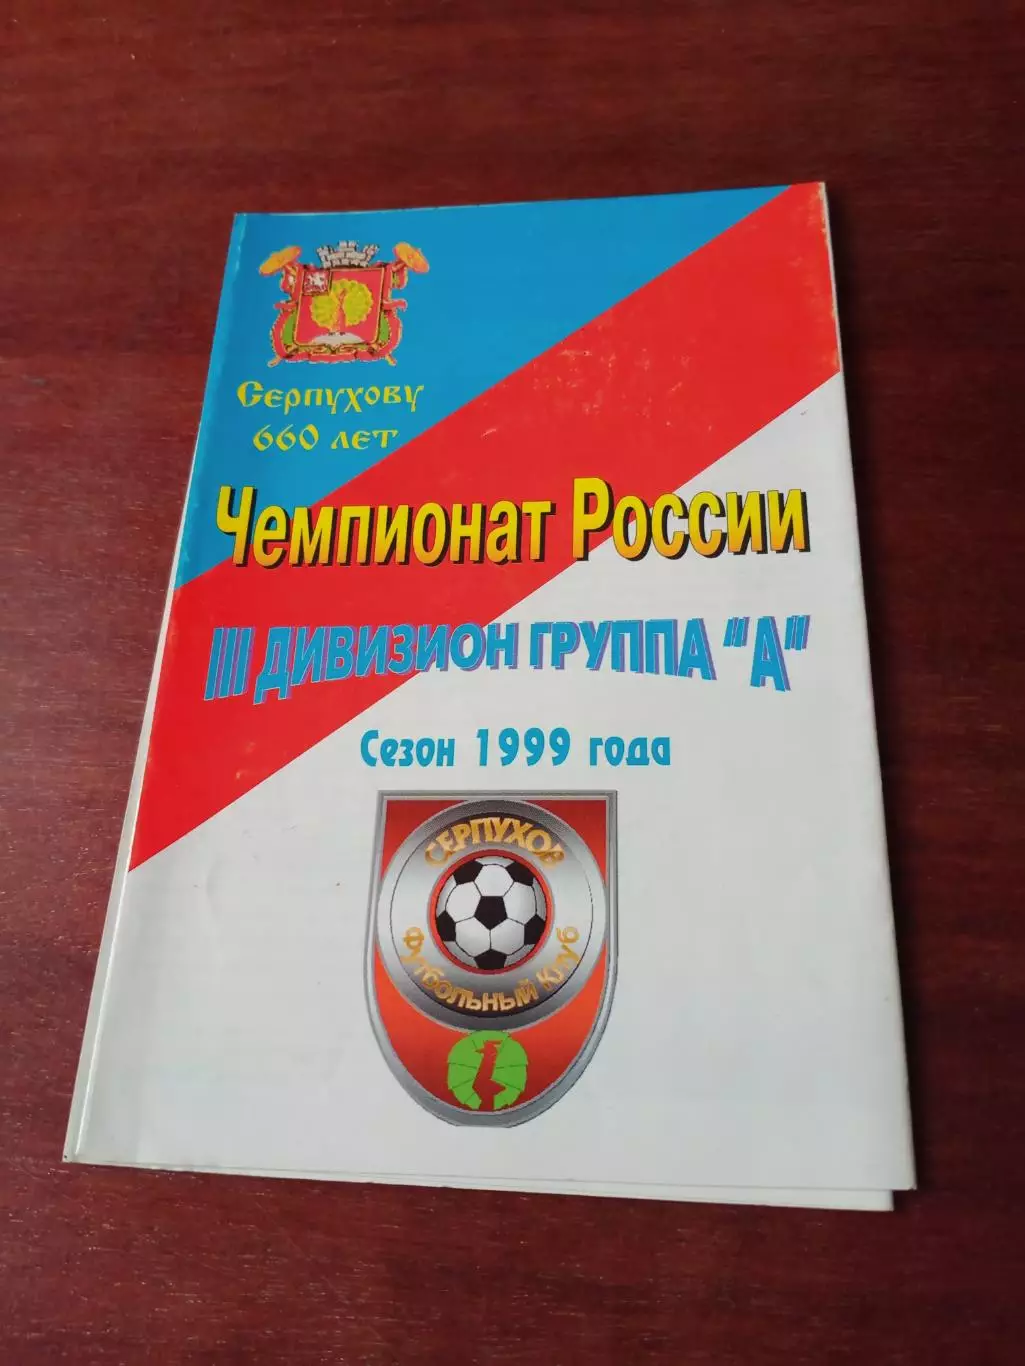 Серпухову
660 лет
Чемпионат России
III ДИВИЗИОН ГРУППА "А"
Сезон 1999 года
СЕРПУХОВ
Футбольный Клуб